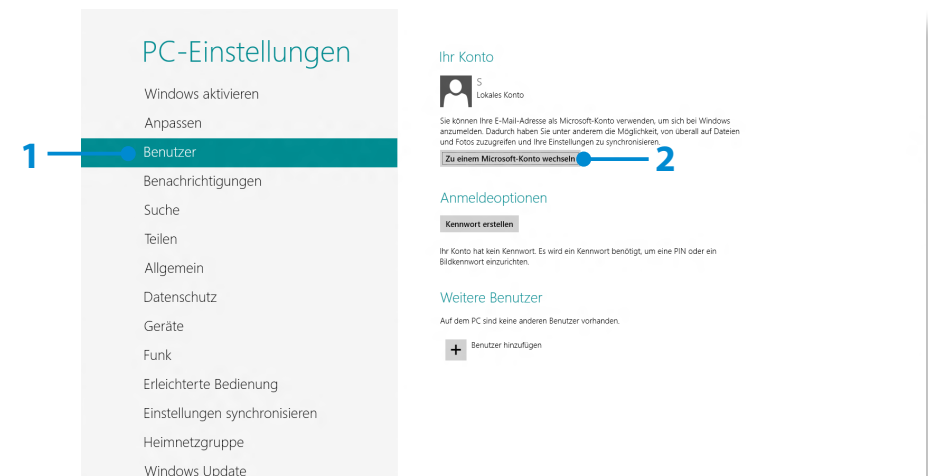 PC-Einstellungen
Windows aktivieren
Anpassen
1
Benutzer
Benachrichtigungen
Suche
Teilen
Allgemein
Datenschutz
Geräte
Funk
Erleichterte Bedienung
Einstellungen synchronisieren
Heimnetzgruppe
Windows Update
Ihr Konto
S
Lokales Konto
Sie können Ihre E-Mail-Adresse als Microsoft-Konto verwenden, um sich bei Windows
anzumelden. Dadurch haben Sie unter anderem die Möglichkeit, von überall auf Dateien
und Fotos zuzugreifen und Ihre Einstellungen zu synchronisieren.
Zu einem Microsoft-Konto wechseln
2
Anmeldeoptionen
Kennwort erstellen
Ihr Konto hat kein Kennwort. Es wird ein Kennwort benötigt, um eine PIN oder ein
Bildkennwort einzurichten.
Weitere Benutzer
Auf dem PC sind keine anderen Benutzer vorhanden.
+ Benutzer hinzufügen